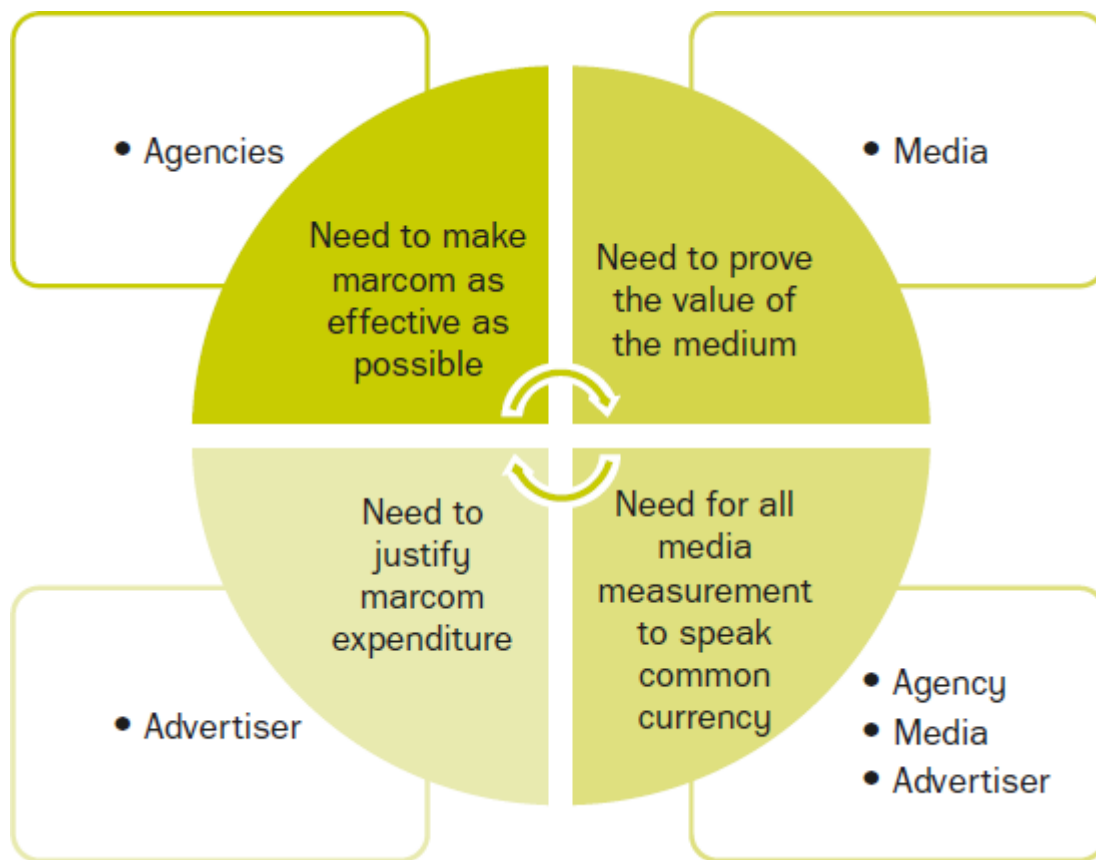 • Agencies
Need to make
marcom as
effective as
possible
• Media
Need to prove
the value of
the medium
Need to
justify
marcom
expenditure
• Advertiser
Need for all
media
measurement
to speak
common
currency
• Agency
• Media
• Advertiser